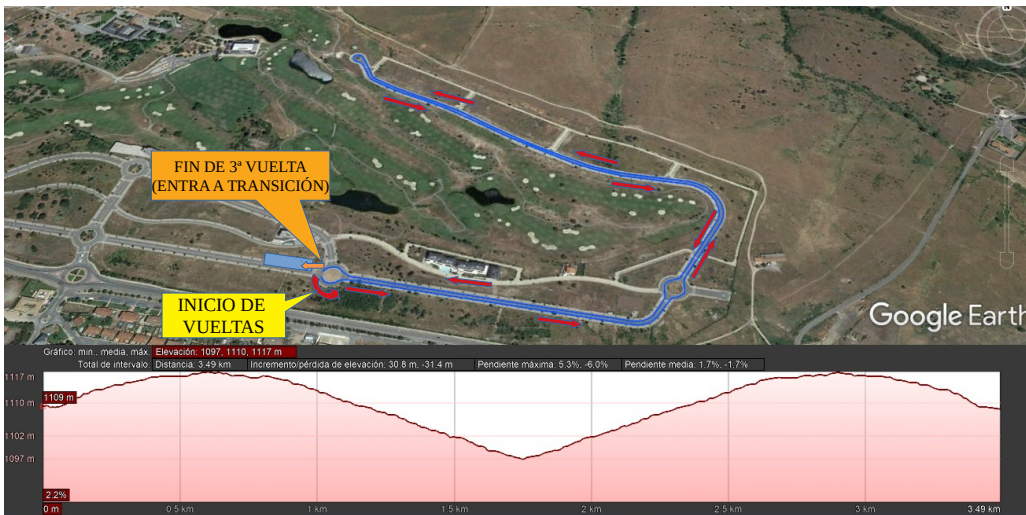 N
FIN DE 3ª VUELTA
(ENTRA A TRANSICIÓN)
INICIO DE
VUELTAS
Google Earth
Gráfico: min., media, máx. Elevación: 1097, 1110, 1117 m
Total de intervalo: Distancia: 3.49 km Incremento/pérdida de elevación: 30.8 m, -31.4 m Pendiente máxima: 5.3%, -6.0% Pendiente media: 1.7%, -1.7%
1117 m
1109 m
1110 m
1102 m
1097 m
2.2%
0 m 0.5 km 1 km 1.5 km 2 km 2.5 km 3 km 3.49 km